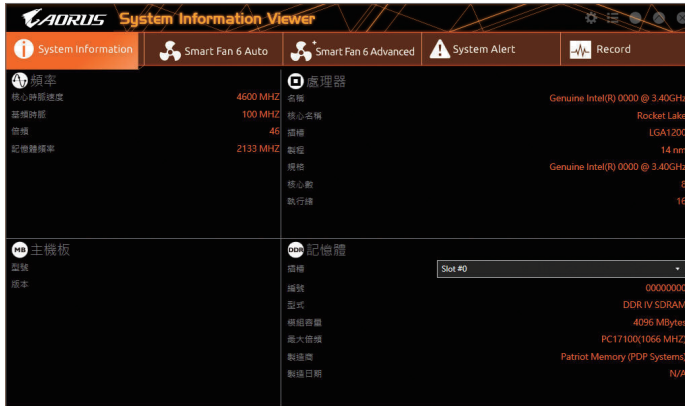 AORUS System Information Viewer
System Information
Smart Fan 6 Auto
Smart Fan 6 Advanced
System Alert
Record
頻率
核心時脈速度 4600 MHZ
基頻時脈 100 MHZ
倍頻 46
記憶體頻率 2133 MHZ
處理器
名稱 Genuine Intel(R) 0000 @ 3.40GHz
核心名稱 Rocket Lake
插槽 LGA1200
製程 14 nm
規格 Genuine Intel(R) 0000 @ 3.40GHz
核心數 8
執行緒 16
MB 主機板
型號
版本
DDR 記憶體
插槽 Slot #0
編號 00000000
型式 DDR IV SDRAM
模組容量 4096 MBytes
最大倍頻 PC17100(1066 MHZ)
製造商 Patriot Memory (PDP Systems)
製造日期 N/A